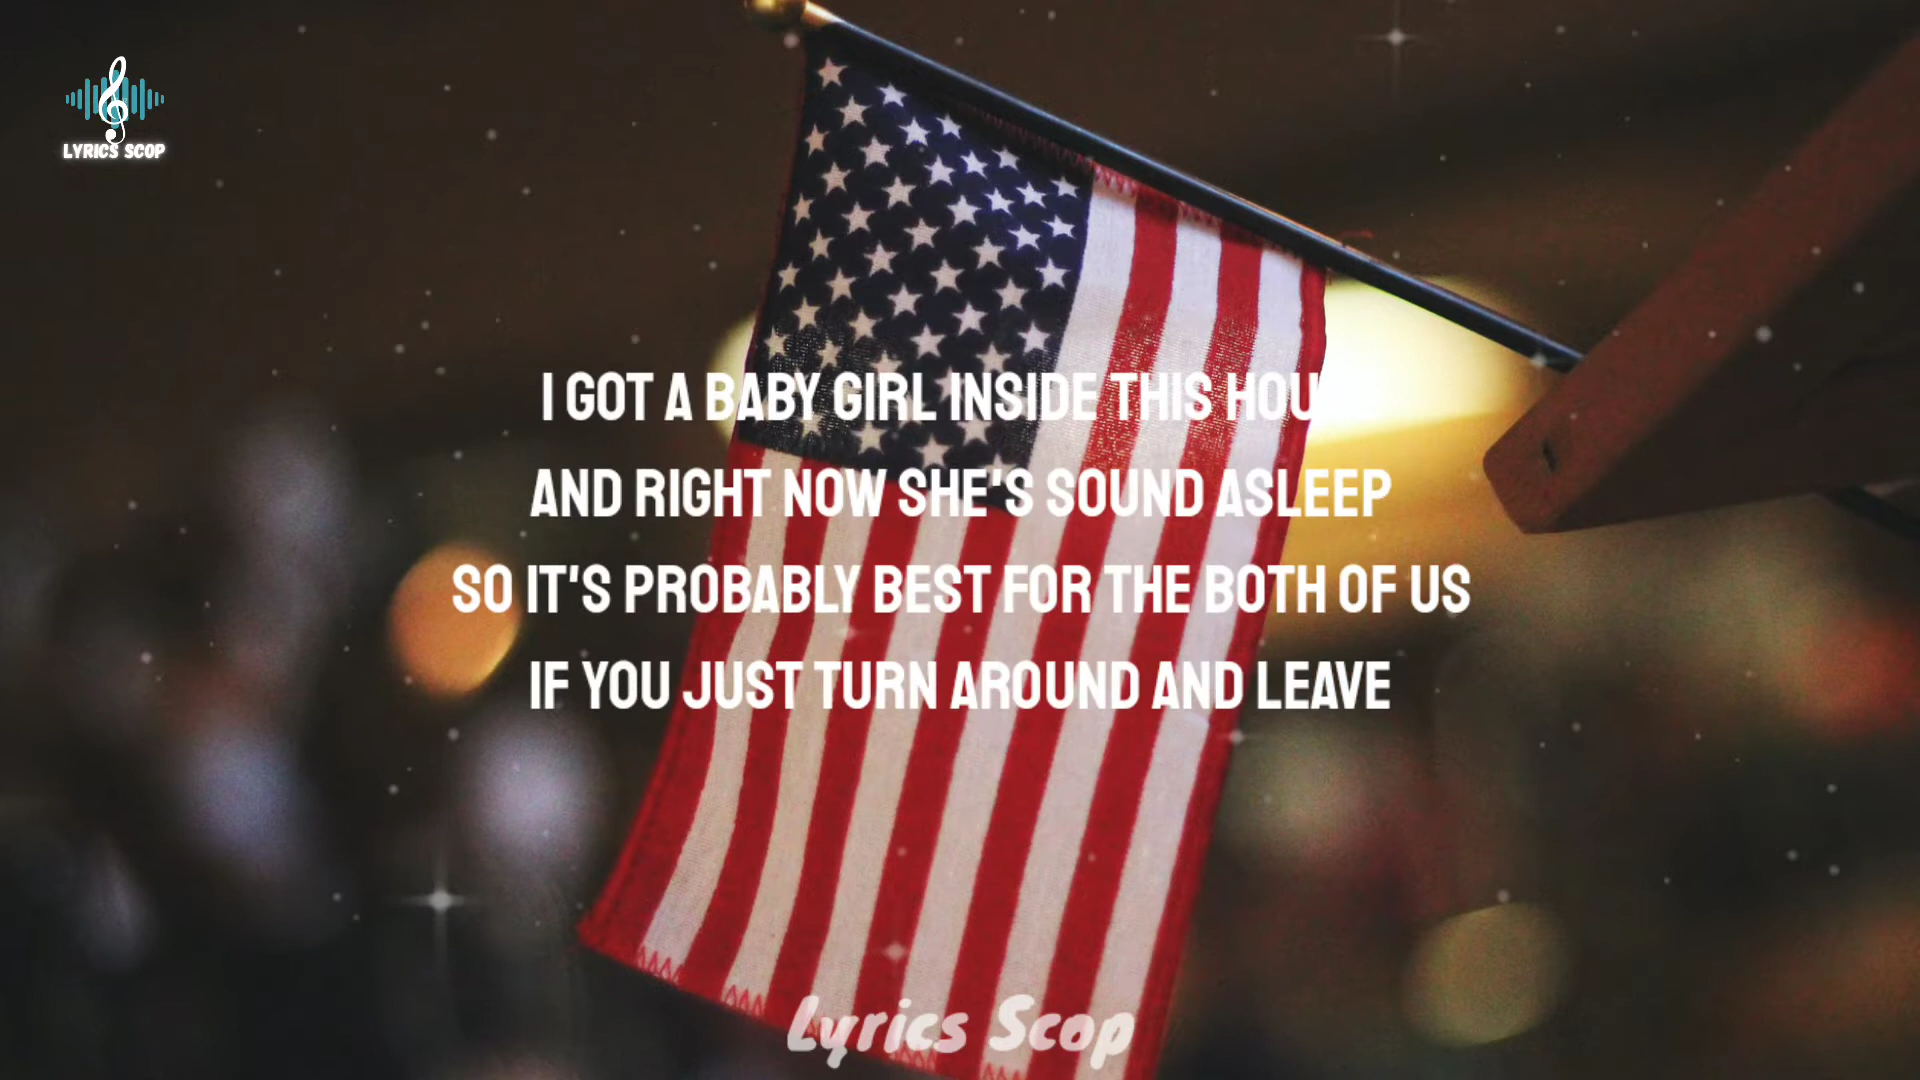 LYRICS SCOP
I GOT A BABY GIRL INSIDE THIS HOU
AND RIGHT NOW SHE'S SOUND ASLEEP
SO IT'S PROBABLY BEST FOR THE BOTH OF US
IF YOU JUST TURN AROUND AND LEAVE
Lyrics Scop